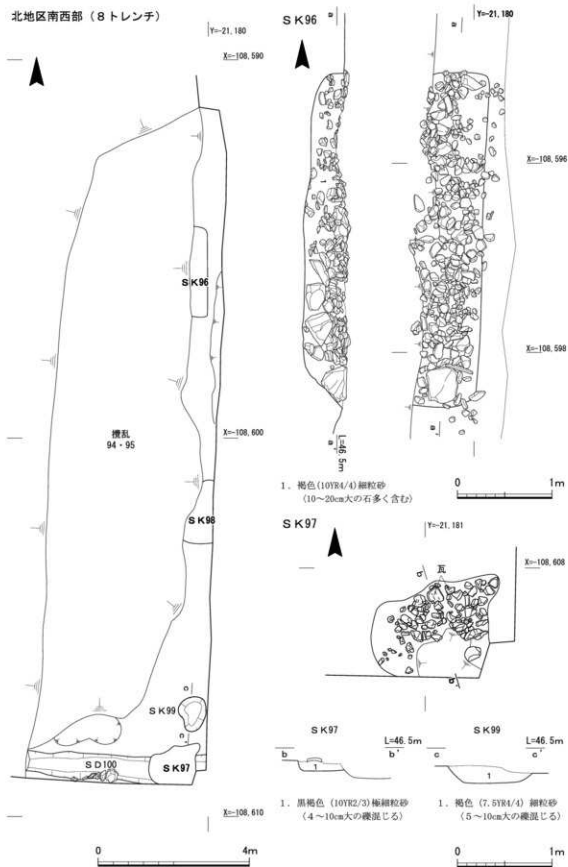 北地区南西部（８トレンチ）
Y=-21,180
X=-108,590
SK96
攪乱
94・95
X=-108,600
SK98
c
SK99
c'
SD100
SK97
X=-108,610
0
4m
SK96
a
a
Y=-21,180
1
X=-108,596
X=-108,598
a'
L=46.5m
a'
1. 褐色(10YR4/4)細粒砂
(10～20cm大の石多く含む)
0
1m
SK97
Y=-21,181
瓦
b
X=-108,608
b'
SK97
b
L=46.5m
b'
1
1. 黒褐色(10YR2/3)極細粒砂
(4～10cm大の礫混じる)
SK99
c
L=46.5m
c'
1
1. 褐色(7.5YR4/4)細粒砂
(5～10cm大の礫混じる)
0
1m